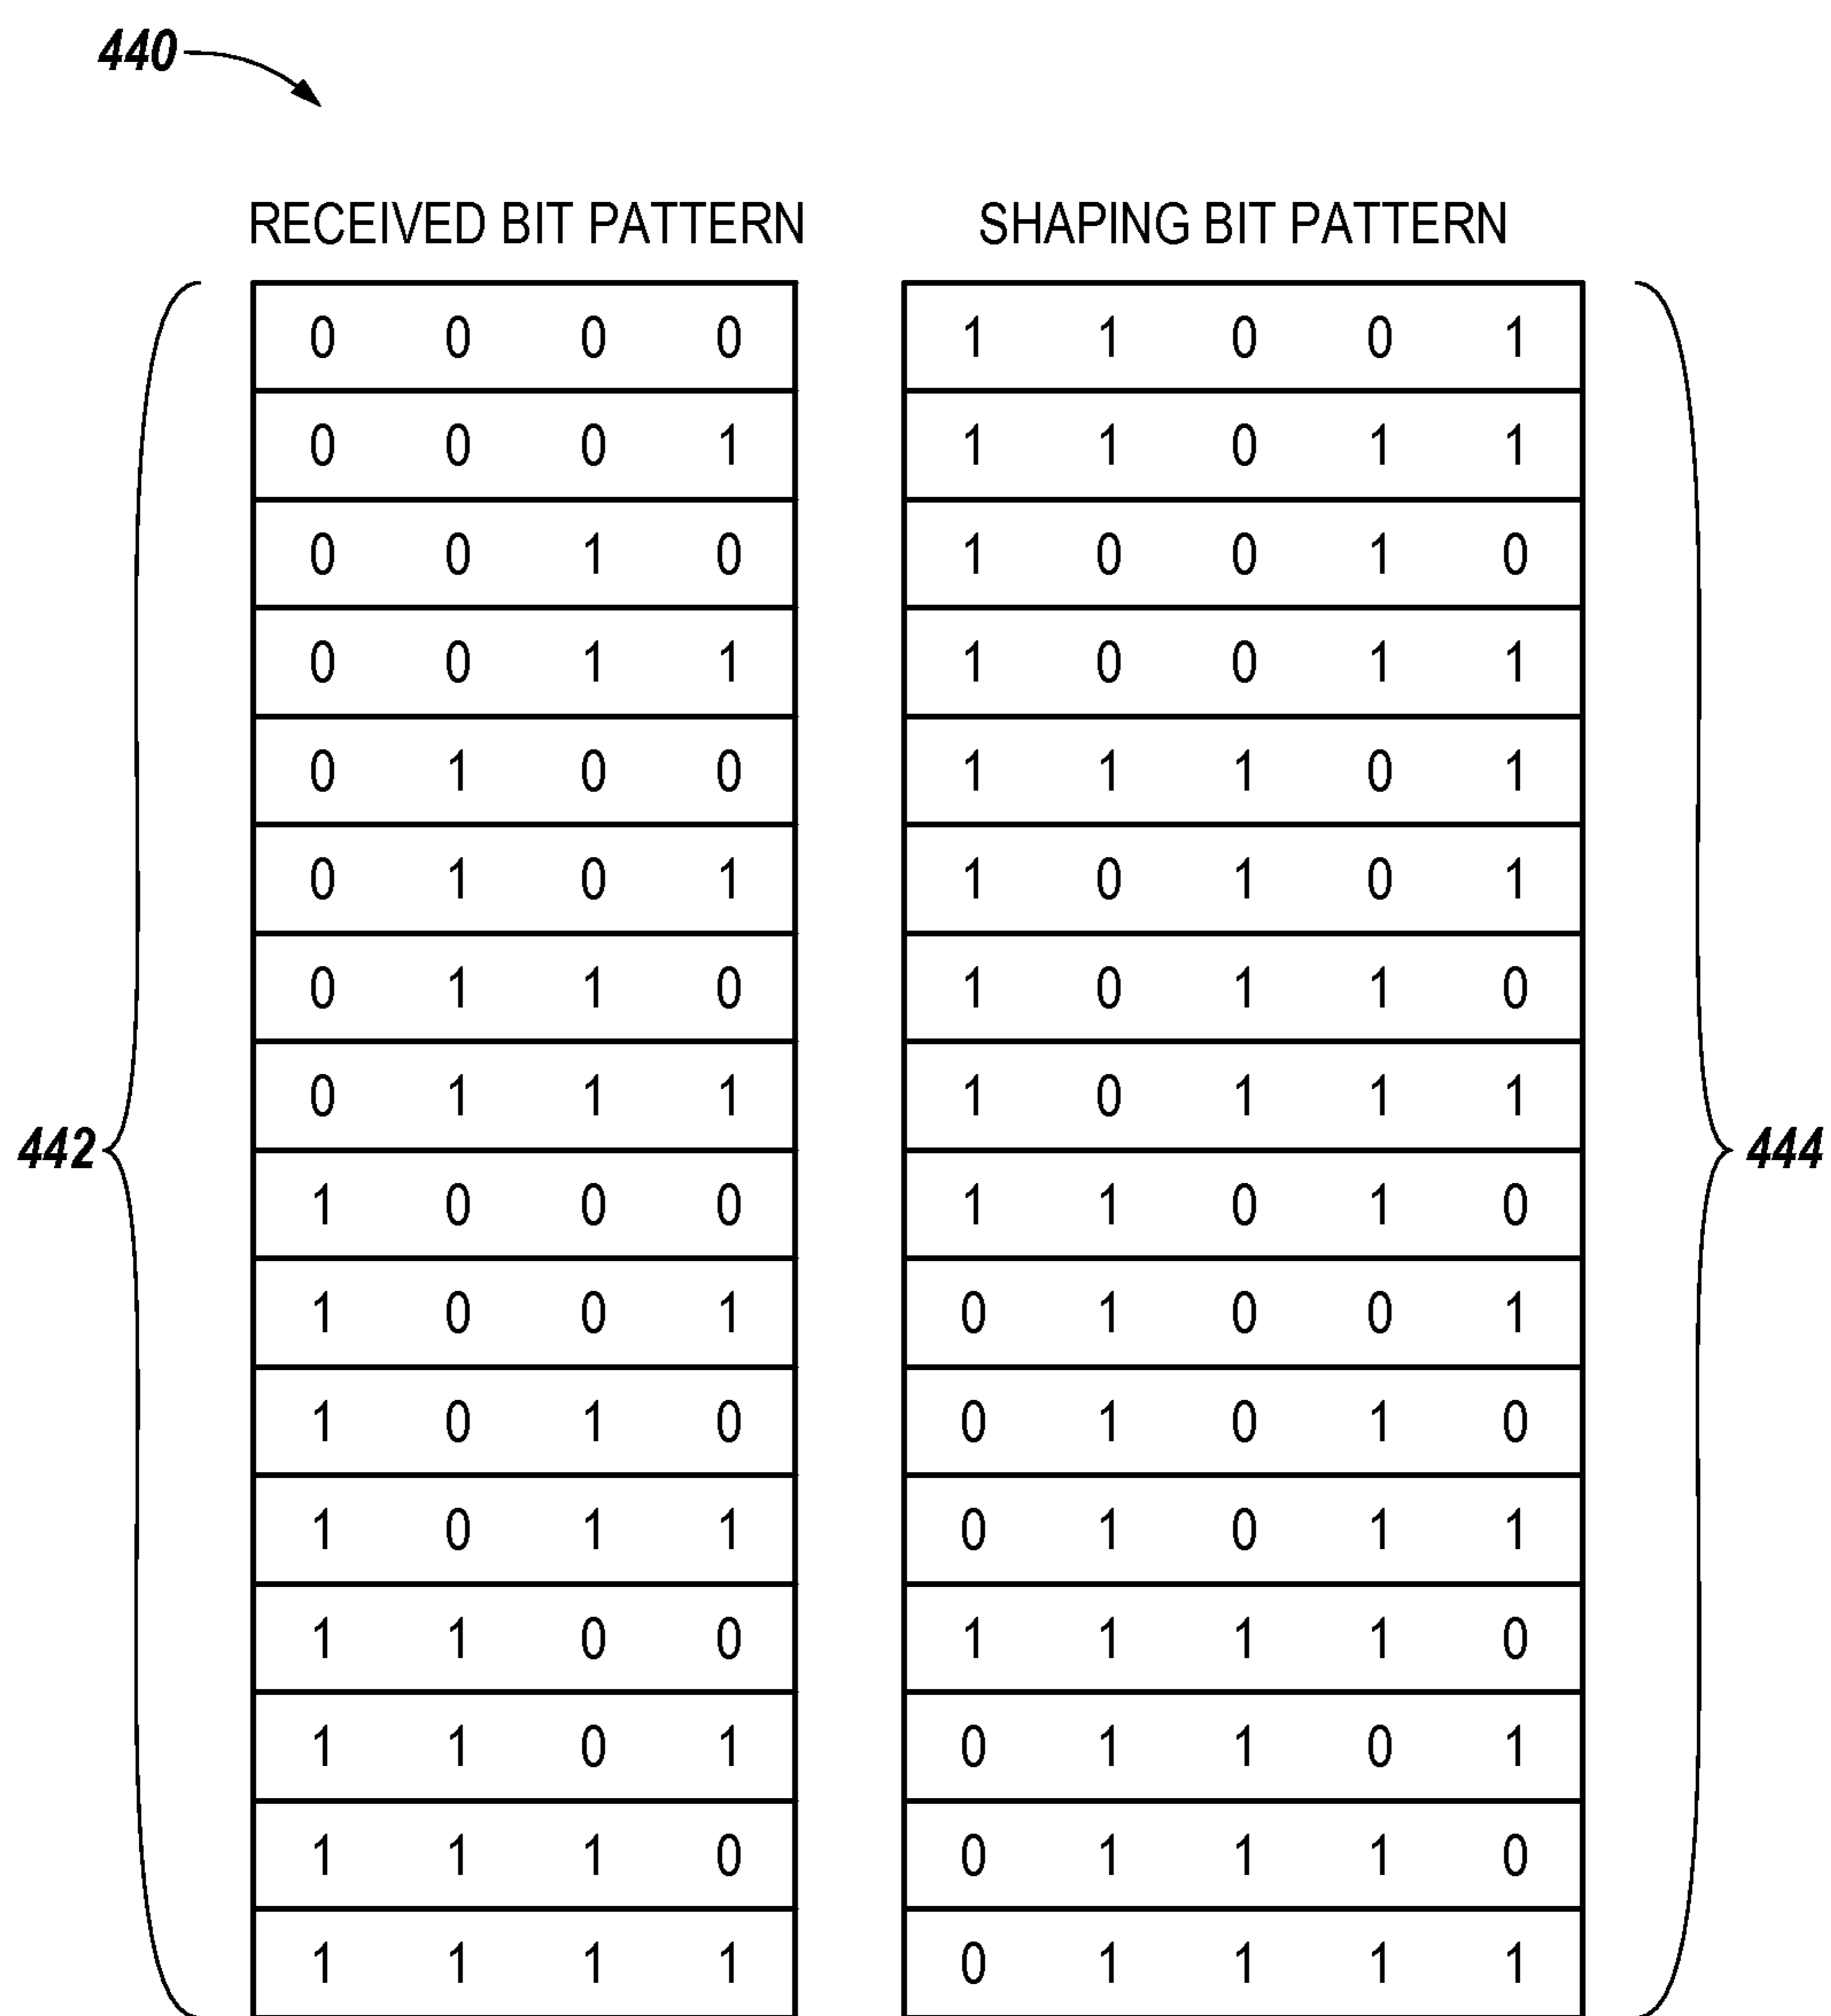 440
RECEIVED BIT PATTERN SHAPING BIT PATTERN
0 0 0 0 1 1 0 0 1
0 0 0 1 1 1 0 1 1
0 0 1 0 1 0 0 1 0
0 0 1 1 1 0 0 1 1
0 1 0 0 1 1 1 0 1
0 1 0 1 1 0 1 0 1
0 1 1 0 1 0 1 1 0
0 1 1 1 1 0 1 1 1
442 444
1 0 0 0 1 1 0 1 0
1 0 0 1 0 1 0 0 1
1 0 1 0 0 1 0 1 0
1 0 1 1 0 1 0 1 1
1 1 0 0 1 1 1 1 0
1 1 0 1 0 1 1 0 1
1 1 1 0 0 1 1 1 0
1 1 1 1 0 1 1 1 1